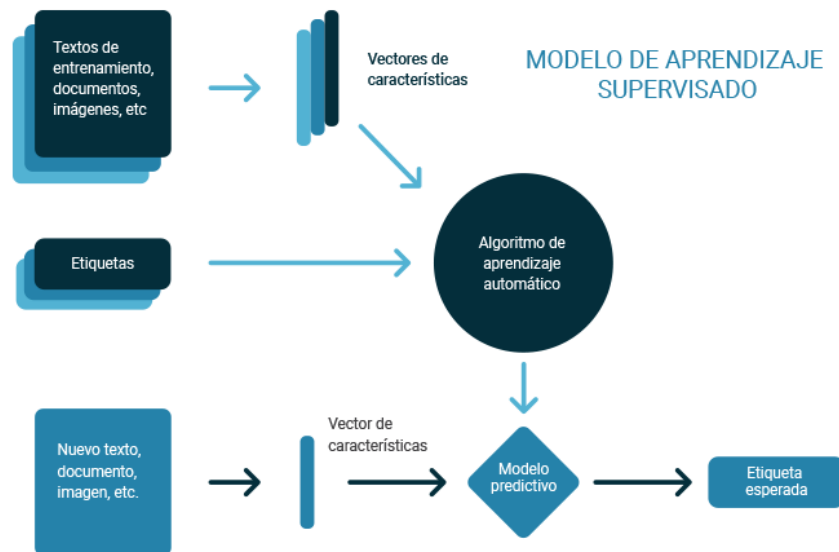 Textos de
entrenamiento,
documentos,
imágenes, etc
Vectores de
característícas
MODELO DE APRENDIZAJE
SUPERVISADO
Etiquetas
Algoritmo de
aprendizaje
automático
Nuevo texto,
documento,
imagen, etc.
Vector de
características
Modelo
predictivo
Etiqueta
esperada